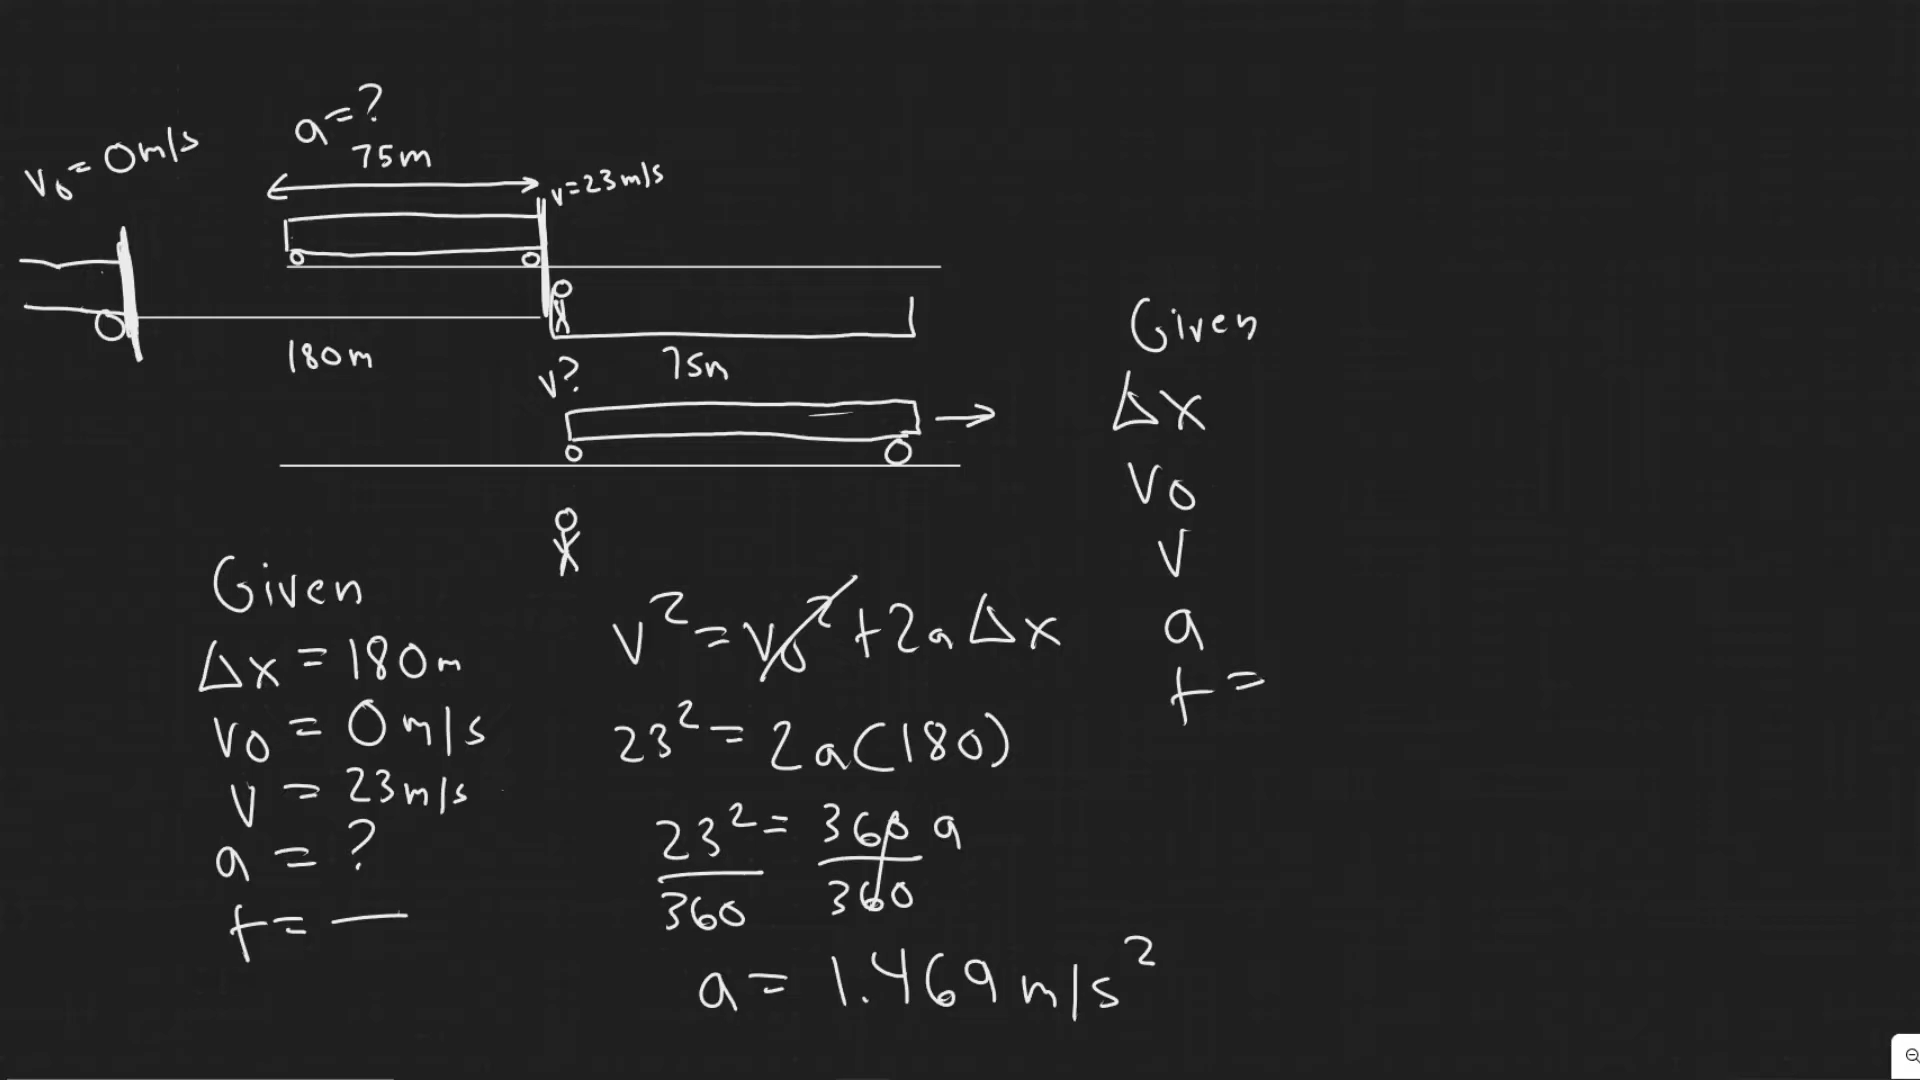 a=?
v₀=0m/s
75m
v=23m/s
180m
v?
75m
Given
Δx = 180m
v₀ = 0m/s
v = 23m/s
a = ?
t = —
v²=v₀²+2aΔx
23²=2a(180)
23²=360a
360 360
a = 1.469 m/s²
Given
Δx
v₀
v
a
t =